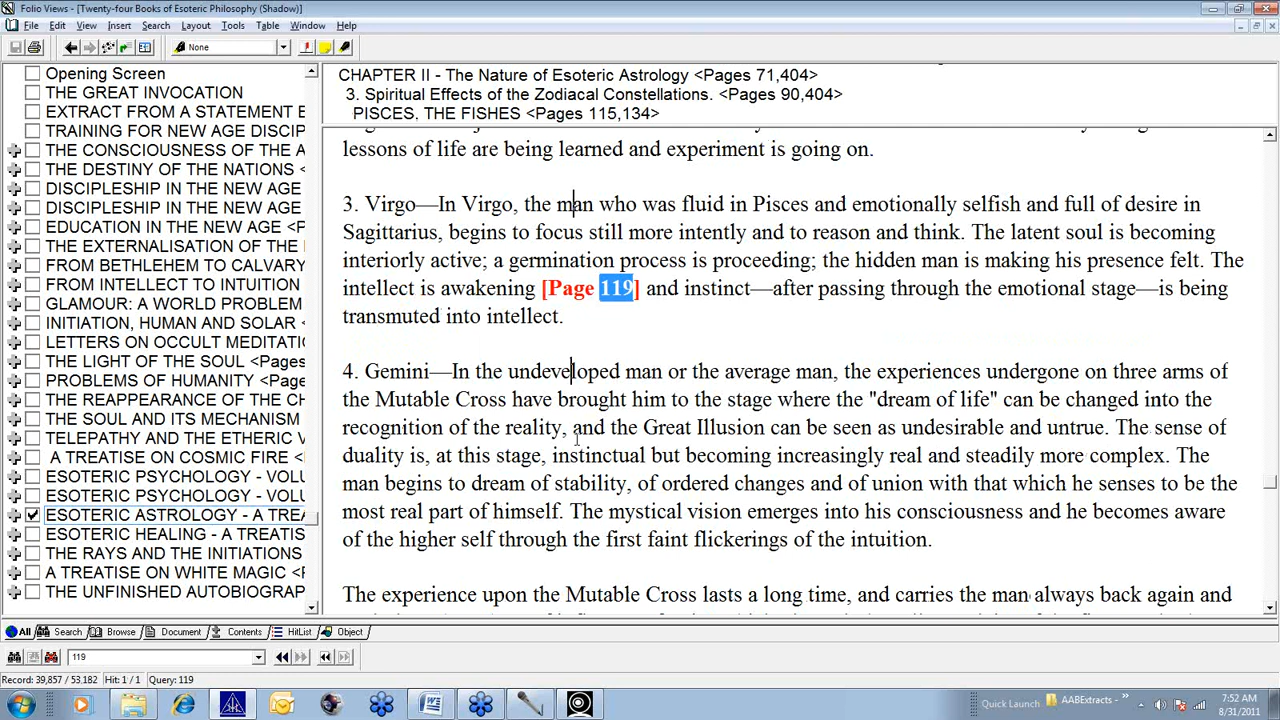 Folio Views - [Twenty-four Books of Esoteric Philosophy (Shadow)]
File Edit View Insert Search Layout Tools Table Window Help
None
Opening Screen
THE GREAT INVOCATION
EXTRACT FROM A STATEMENT E
TRAINING FOR NEW AGE DISCIP
THE CONSCIOUSNESS OF THE A
THE DESTINY OF THE NATIONS <
DISCIPLESHIP IN THE NEW AGE
DISCIPLESHIP IN THE NEW AGE
EDUCATION IN THE NEW AGE <P
THE EXTERNALISATION OF THE
FROM BETHLEHEM TO CALVARY
FROM INTELLECT TO INTUITION
GLAMOUR: A WORLD PROBLEM
INITIATION, HUMAN AND SOLAR <
LETTERS ON OCCULT MEDITATI
THE LIGHT OF THE SOUL <Pages
PROBLEMS OF HUMANITY <Pag
THE REAPPEARANCE OF THE CH
THE SOUL AND ITS MECHANISM
TELEPATHY AND THE ETHERIC V
A TREATISE ON COSMIC FIRE <P
ESOTERIC PSYCHOLOGY - VOLU
ESOTERIC PSYCHOLOGY - VOLU
ESOTERIC ASTROLOGY - A TREA
ESOTERIC HEALING - A TREATIS
THE RAYS AND THE INITIATIONS
A TREATISE ON WHITE MAGIC <P
THE UNFINISHED AUTOBIOGRAP
CHAPTER II - The Nature of Esoteric Astrology <Pages 71,404>
3. Spiritual Effects of the Zodiacal Constellations. <Pages 90,404>
PISCES, THE FISHES <Pages 115,134>
lessons of life are being learned and experiment is going on.
3. Virgo—In Virgo, the man who was fluid in Pisces and emotionally selfish and full of desire in
Sagittarius, begins to focus still more intently and to reason and think. The latent soul is becoming
interiorly active; a germination process is proceeding; the hidden man is making his presence felt. The
intellect is awakening [Page 119] and instinct—after passing through the emotional stage—is being
transmuted into intellect.
4. Gemini—In the undeveloped man or the average man, the experiences undergone on three arms of
the Mutable Cross have brought him to the stage where the "dream of life" can be changed into the
recognition of the reality, and the Great Illusion can be seen as undesirable and untrue. The sense of
duality is, at this stage, instinctual but becoming increasingly real and steadily more complex. The
man begins to dream of stability, of ordered changes and of union with that which he senses to be the
most real part of himself. The mystical vision emerges into his consciousness and he becomes aware
of the higher self through the first faint flickerings of the intuition.
The experience upon the Mutable Cross lasts a long time, and carries the man always back again and
All Search Browse Document Contents HitList Object
119
Record: 39,857 / 53,182 Hit: 1 / 1 Query: 119
Quick Launch AABExtracts - »
7:52 AM
8/31/2011